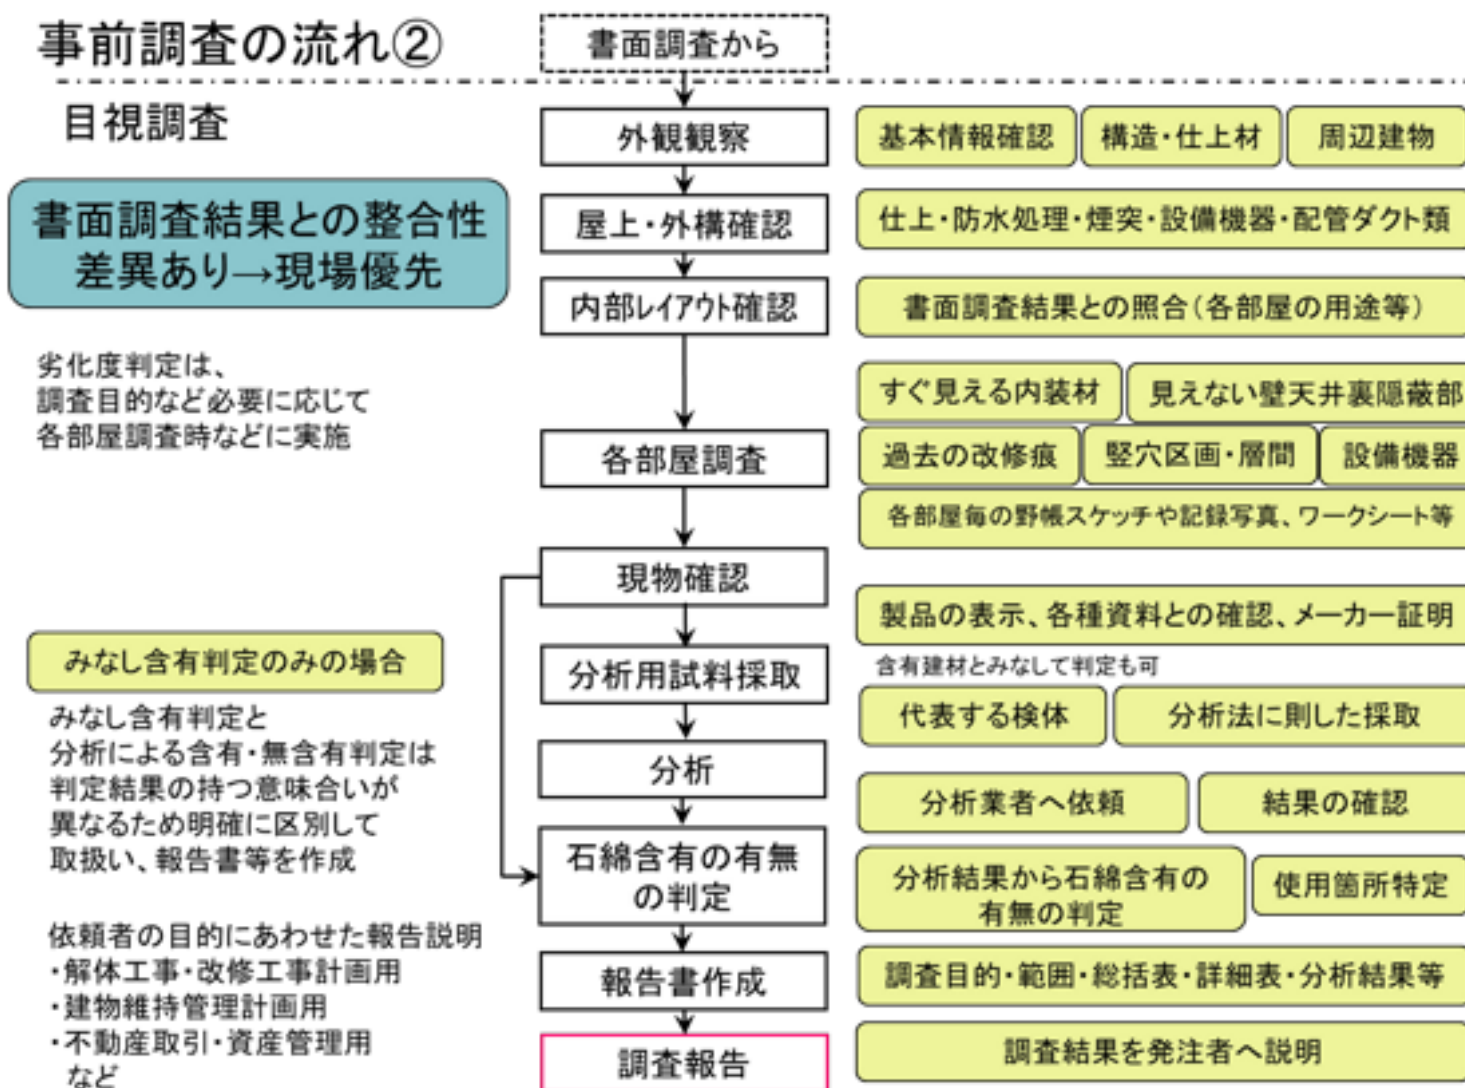 事前調査の流れ②
書面調査から
目視調査
外観観察
基本情報確認
構造・仕上材
周辺建物
書面調査結果との整合性
差異あり→現場優先
屋上・外構確認
仕上・防水処理・煙突・設備機器・配管ダクト類
内部レイアウト確認
書面調査結果との照合(各部屋の用途等)
劣化度判定は、
調査目的など必要に応じて
各部屋調査時などに実施
各部屋調査
すぐ見える内装材
見えない壁天井裏隠蔽部
過去の改修痕
竪穴区画・層間
設備機器
各部屋毎の野帳スケッチや記録写真、ワークシート等
現物確認
製品の表示、各種資料との確認、メーカー証明
含有建材とみなして判定も可
みなし含有判定のみの場合
みなし含有判定と
分析による含有・無含有判定は
判定結果の持つ意味合いが
異なるため明確に区別して
取扱い、報告書等を作成
分析用試料採取
代表する検体
分析法に則した採取
分析
分析業者へ依頼
結果の確認
石綿含有の有無
の判定
分析結果から石綿含有の
有無の判定
使用箇所特定
依頼者の目的にあわせた報告説明
・解体工事・改修工事計画用
・建物維持管理計画用
・不動産取引・資産管理用
など
報告書作成
調査目的・範囲・総括表・詳細表・分析結果等
調査報告
調査結果を発注者へ説明